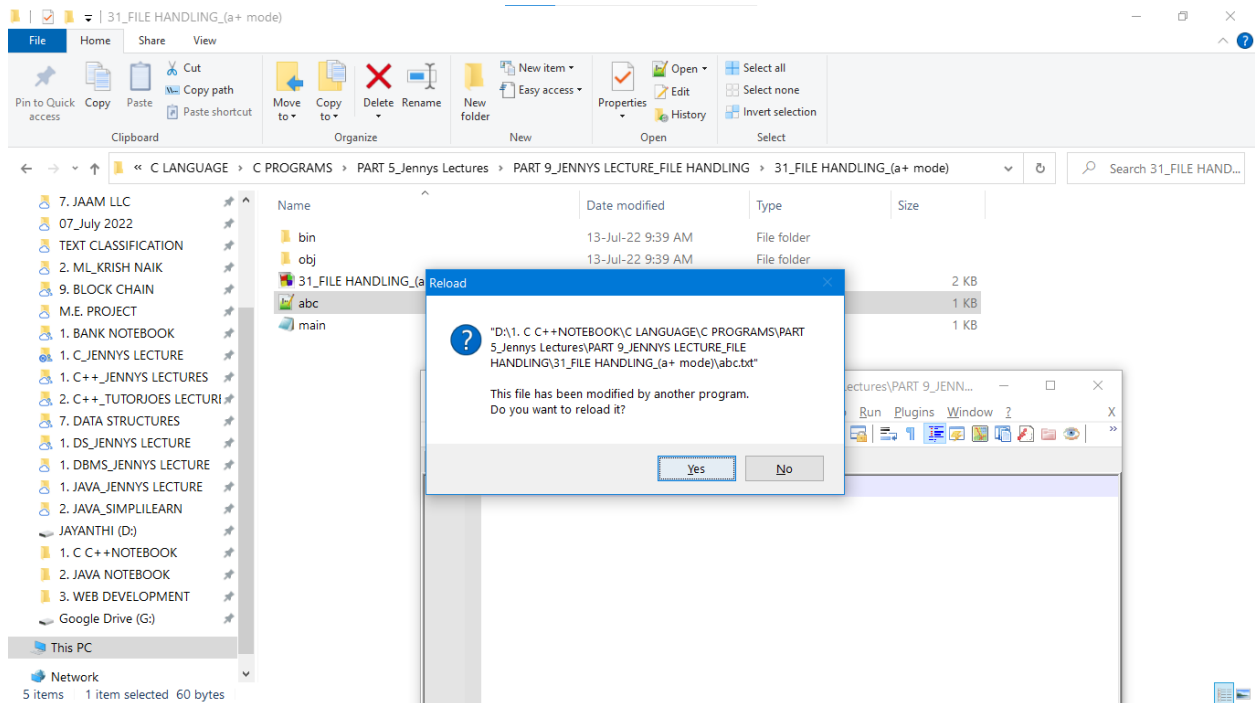 31_FILE HANDLING_(a+ mode)
File Home Share View
Pin to Quick access
Copy
Paste
Cut
Copy path
Paste shortcut
Clipboard
Move to
Copy to
Delete
Rename
Organize
New folder
New item
Easy access
New
Properties
Open
Edit
History
Open
Select all
Select none
Invert selection
Select
« C LANGUAGE > C PROGRAMS > PART 5_Jennys Lectures > PART 9_JENNYS LECTURE_FILE HANDLING > 31_FILE HANDLING_(a+ mode)
Search 31_FILE HAND...
7. JAAM LLC
07_July 2022
TEXT CLASSIFICATION
2. ML_KRISH NAIK
9. BLOCK CHAIN
M.E. PROJECT
1. BANK NOTEBOOK
1. C_JENNYS LECTURE
1. C++_JENNYS LECTURES
2. C++_TUTORJOES LECTURE
7. DATA STRUCTURES
1. DS_JENNYS LECTURE
1. DBMS_JENNYS LECTURE
1. JAVA_JENNYS LECTURE
2. JAVA_SIMPLILEARN
JAYANTHI (D:)
1. C C++NOTEBOOK
2. JAVA NOTEBOOK
3. WEB DEVELOPMENT
Google Drive (G:)
This PC
Network
Name Date modified Type Size
bin 13-Jul-22 9:39 AM File folder
obj 13-Jul-22 9:39 AM File folder
31_FILE HANDLING_(a 2 KB
abc 1 KB
main 1 KB
Reload
"D:\1. C C++NOTEBOOK\C LANGUAGE\C PROGRAMS\PART
5_Jennys Lectures\PART 9_JENNYS LECTURE_FILE
HANDLING\31_FILE HANDLING_(a+ mode)\abc.txt"
This file has been modified by another program.
Do you want to reload it?
Yes No
ectures\PART 9_JENN...
Run Plugins Window ? X
5 items 1 item selected 60 bytes